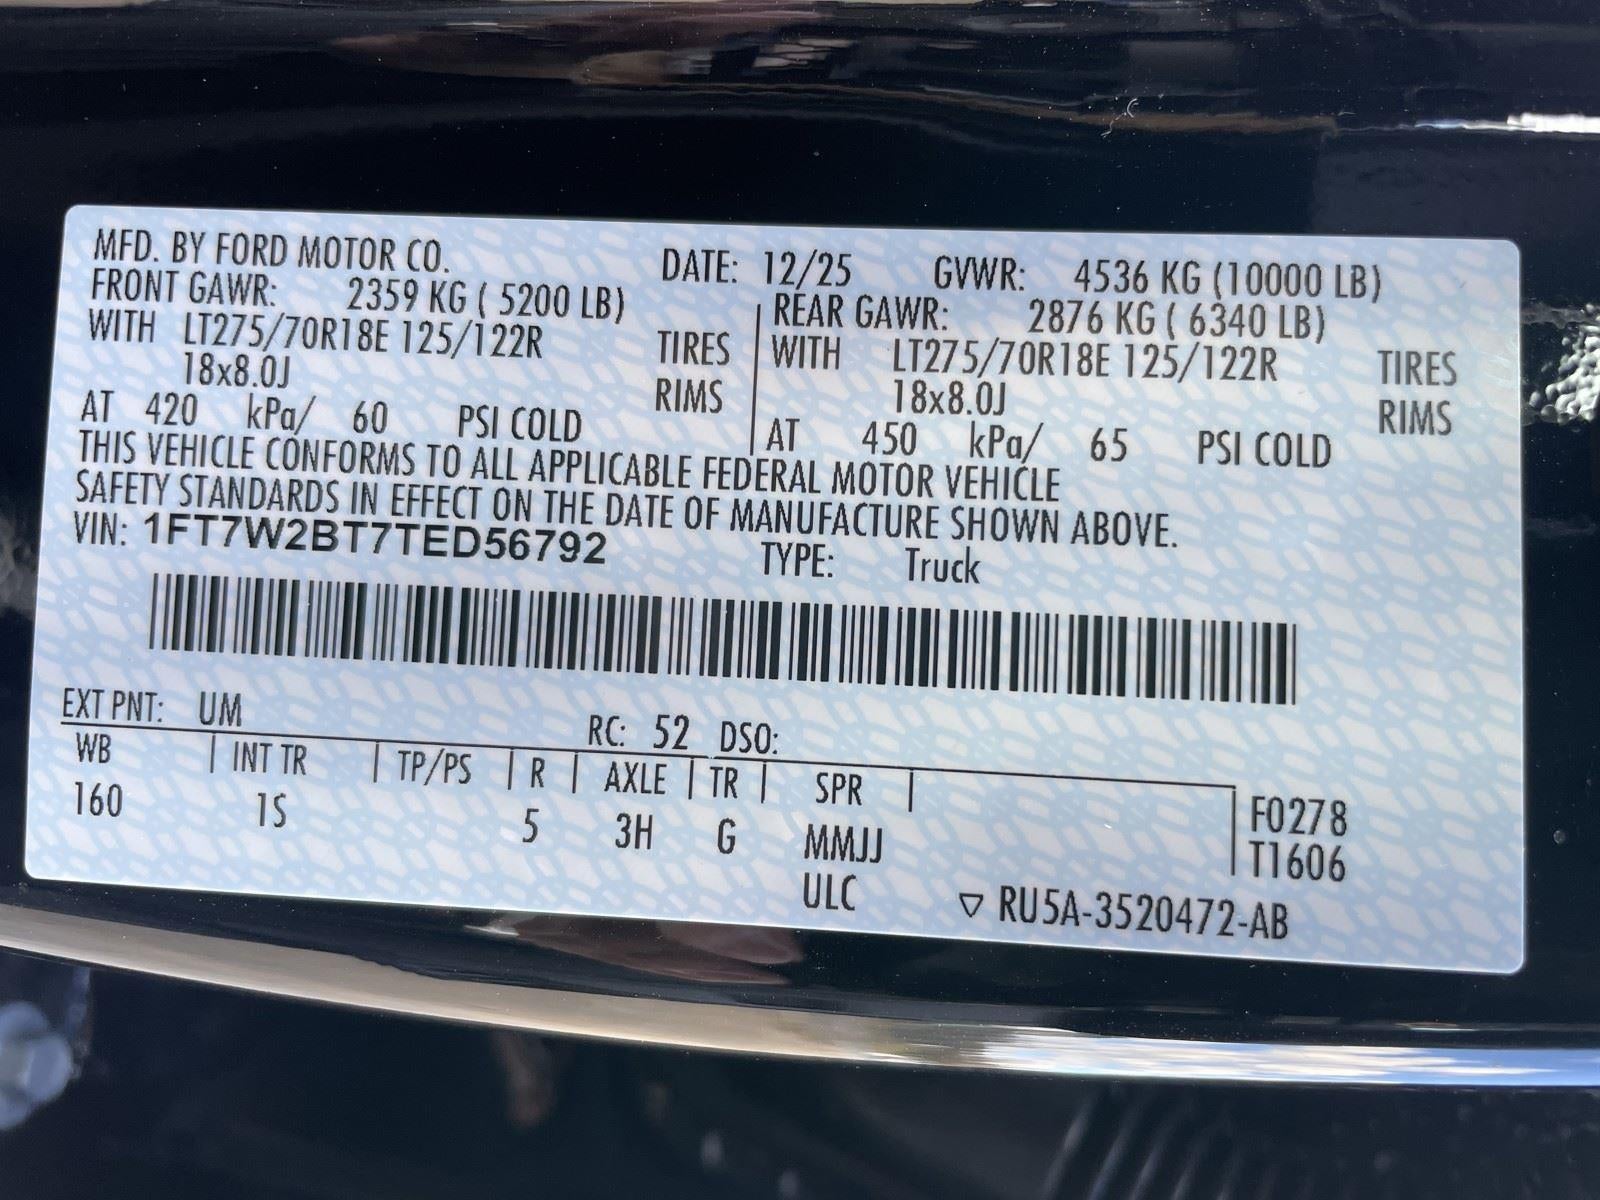 MFD. BY FORD MOTOR CO. DATE: 12/25 GVWR: 4536 KG (10000 LB)
FRONT GAWR: 2359 KG ( 5200 LB) REAR GAWR: 2876 KG ( 6340 LB)
WITH LT275/70R18E 125/122R TIRES WITH LT275/70R18E 125/122R TIRES
18x8.0J RIMS 18x8.0J RIMS
AT 420 kPa/ 60 PSI COLD AT 450 kPa/ 65 PSI COLD
THIS VEHICLE CONFORMS TO ALL APPLICABLE FEDERAL MOTOR VEHICLE
SAFETY STANDARDS IN EFFECT ON THE DATE OF MANUFACTURE SHOWN ABOVE.
VIN: 1FT7W2BT7TED56792 TYPE: Truck
EXT PNT: UM RC: 52 DSO:
WB INT TR TP/PS R AXLE TR SPR F0278
160 1S 5 3H G MMJJ T1606
ULC ▽ RU5A-3520472-AB